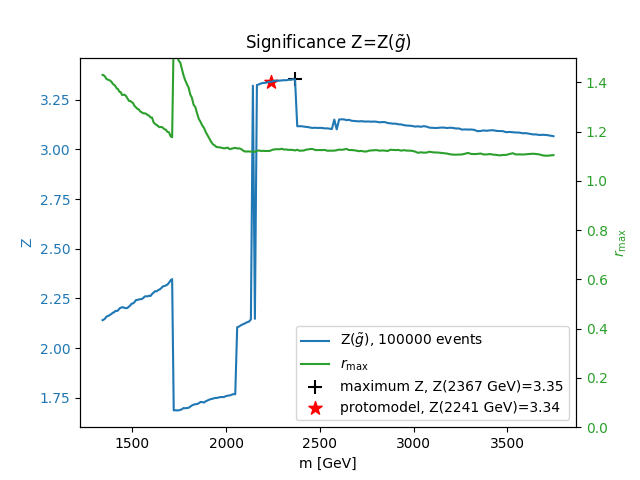 Significance Z=Z(g̃)
3.25
3.00
2.75
2.50
2.25
2.00
1.75
Z
1.4
1.2
1.0
0.8
0.6
0.4
0.2
0.0
r_max
Z(g̃), 100000 events
r_max
maximum Z, Z(2367 GeV)=3.35
protomodel, Z(2241 GeV)=3.34
1500 2000 2500 3000 3500
m [GeV]